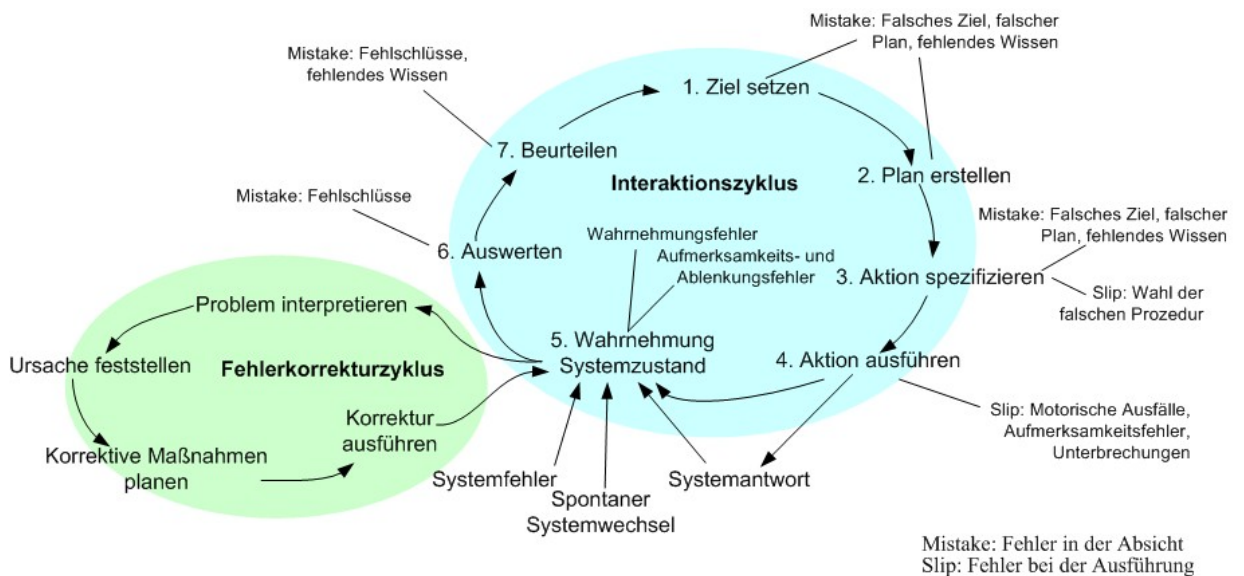 Mistake: Falsches Ziel, falscher
Plan, fehlendes Wissen
Mistake: Fehlschlüsse,
fehlendes Wissen
1. Ziel setzen
7. Beurteilen
Interaktionszyklus
2. Plan erstellen
Mistake: Fehlschlüsse
6. Auswerten
Wahrnehmungsfehler
Aufmerksamkeits- und
Ablenkungsfehler
Mistake: Falsches Ziel, falscher
Plan, fehlendes Wissen
3. Aktion spezifizieren
Slip: Wahl der
falschen Prozedur
Problem interpretieren
5. Wahrnehmung
Systemzustand
4. Aktion ausführen
Ursache feststellen
Fehlerkorrekturzyklus
Korrektur
ausführen
Slip: Motorische Ausfälle,
Aufmerksamkeitsfehler,
Unterbrechungen
Korrektive Maßnahmen
planen
Systemfehler
Spontaner
Systemwechsel
Systemantwort
Mistake: Fehler in der Absicht
Slip: Fehler bei der Ausführung